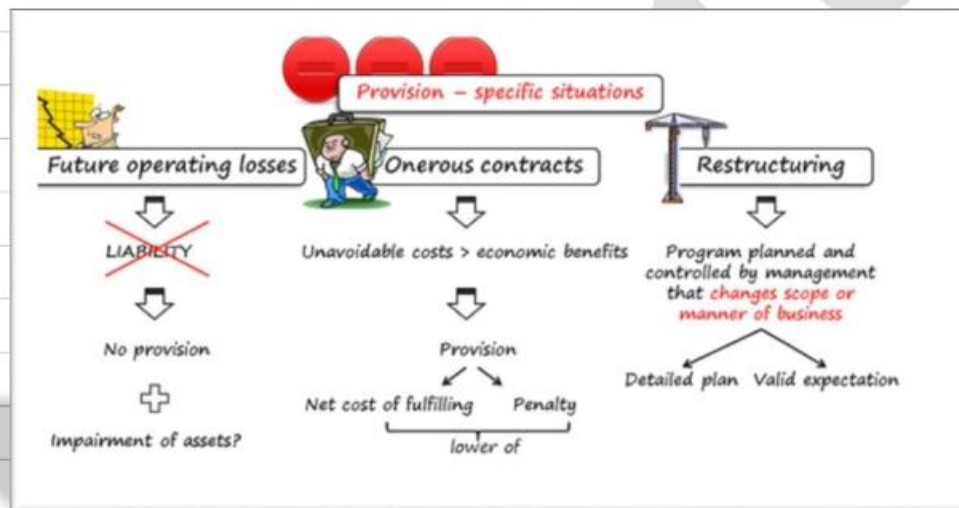 Provision – specific situations
Future operating losses
LIABILITY
No provision
Impairment of assets?
Onerous contracts
Unavoidable costs > economic benefits
Provision
Net cost of fulfilling Penalty
lower of
Restructuring
Program planned and
controlled by management
that changes scope or
manner of business
Detailed plan Valid expectation